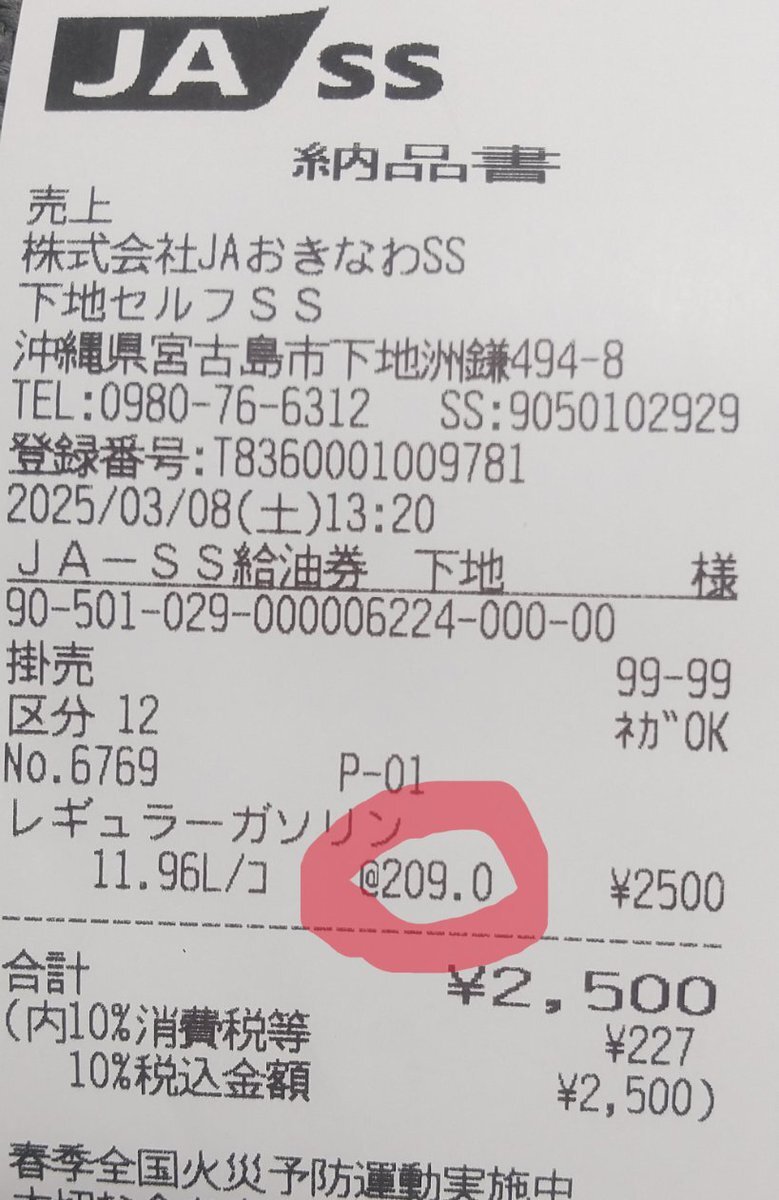 JA SS
納品書
売上
株式会社JAおきなわSS
下地セルフＳＳ
沖縄県宮古島市下地洲鎌494-8
TEL:0980-76-6312 SS:9050102929
登録番号:T8360001009781
2025/03/08(土)13:20
ＪＡ－ＳＳ給油券 下地 様
90-501-029-000006224-000-00
掛売 99-99
区分 12 ﾈｶﾞOK
No.6769 P-01
レギュラーガソリン
11.96L/ｺ @209.0 ¥2500
合計 ¥2,500
(内10%消費税等 ¥227
10%税込金額 ¥2,500)
春季全国火災予防運動実施中